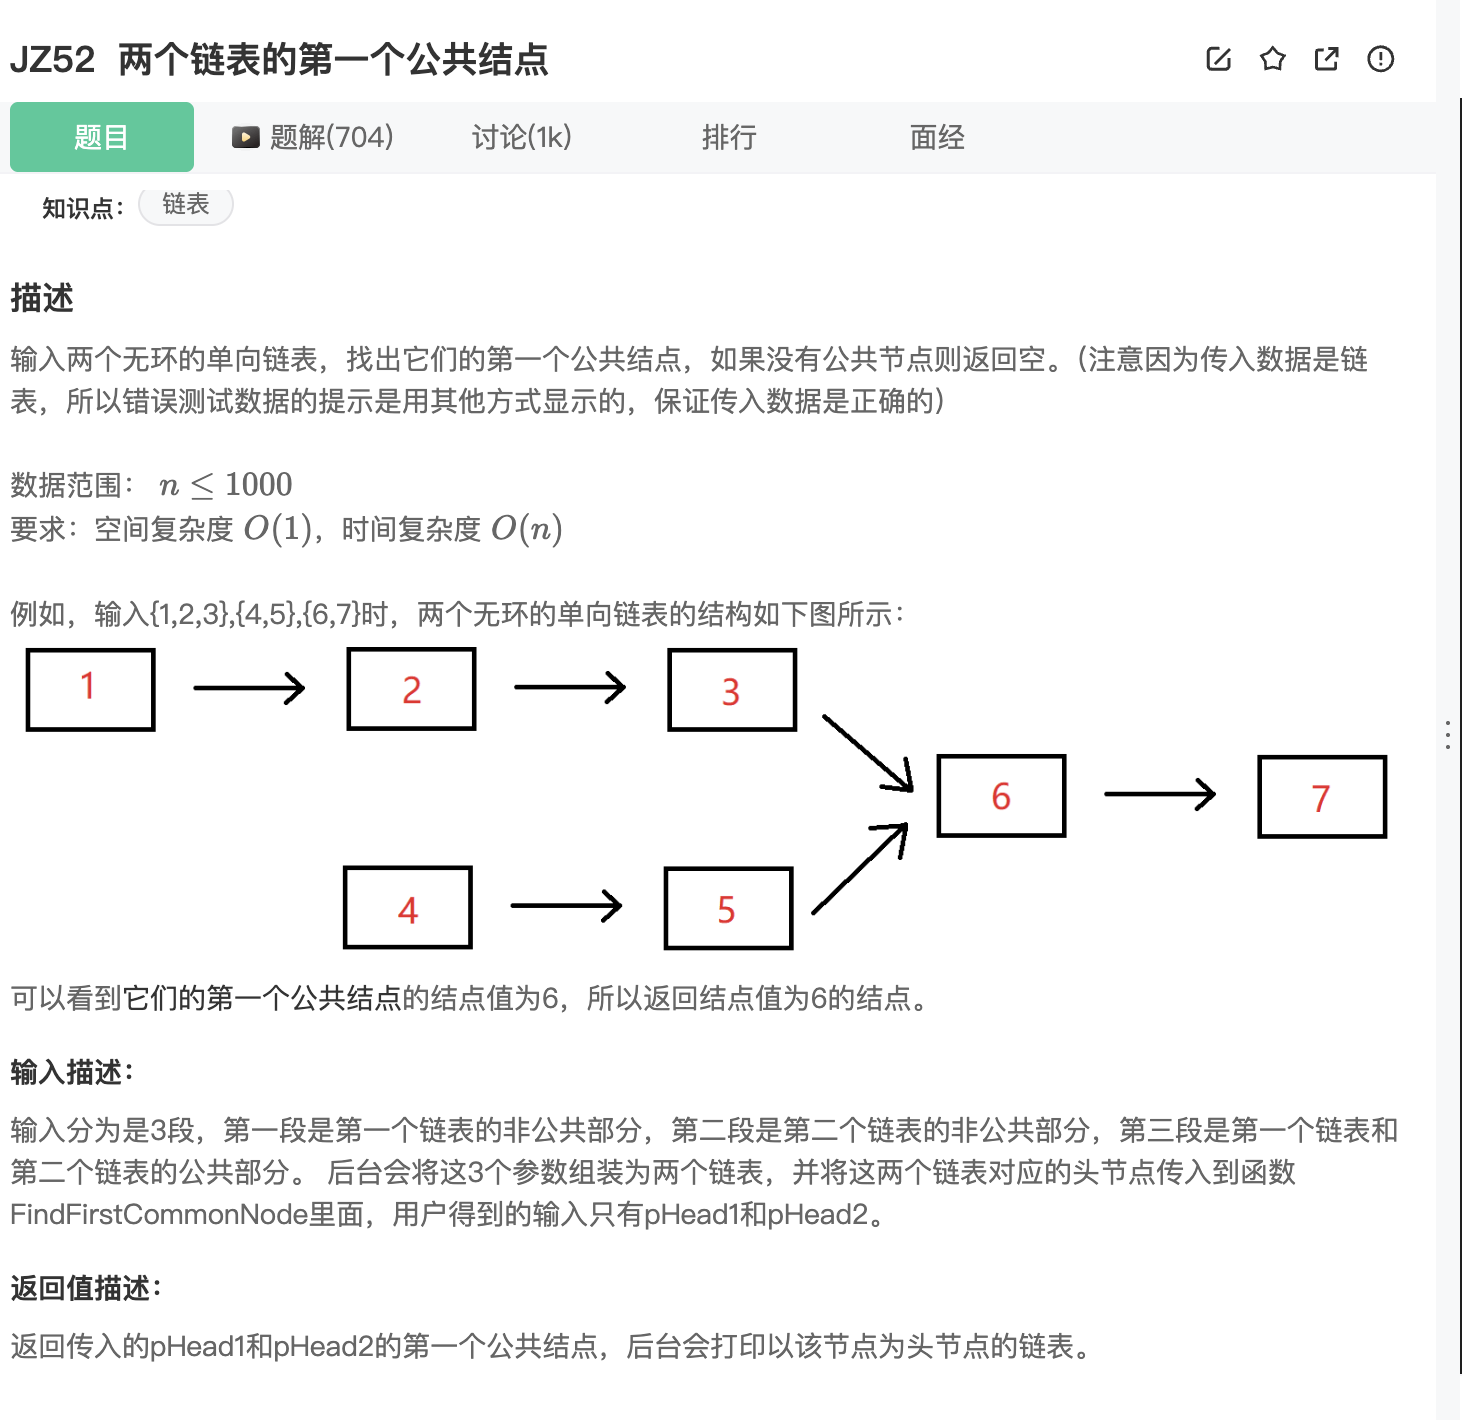 JZ52 两个链表的第一个公共结点
题目 题解(704) 讨论(1k) 排行 面经
知识点： 链表
描述
输入两个无环的单向链表，找出它们的第一个公共结点，如果没有公共节点则返回空。（注意因为传入数据是链
表，所以错误测试数据的提示是用其他方式显示的，保证传入数据是正确的）
数据范围： n ≤ 1000
要求：空间复杂度 O(1)，时间复杂度 O(n)
例如，输入{1,2,3},{4,5},{6,7}时，两个无环的单向链表的结构如下图所示：
1 2 3
6 7
4 5
可以看到它们的第一个公共结点的结点值为6，所以返回结点值为6的结点。
输入描述：
输入分为是3段，第一段是第一个链表的非公共部分，第二段是第二个链表的非公共部分，第三段是第一个链表和
第二个链表的公共部分。 后台会将这3个参数组装为两个链表，并将这两个链表对应的头节点传入到函数
FindFirstCommonNode里面，用户得到的输入只有pHead1和pHead2。
返回值描述：
返回传入的pHead1和pHead2的第一个公共结点，后台会打印以该节点为头节点的链表。